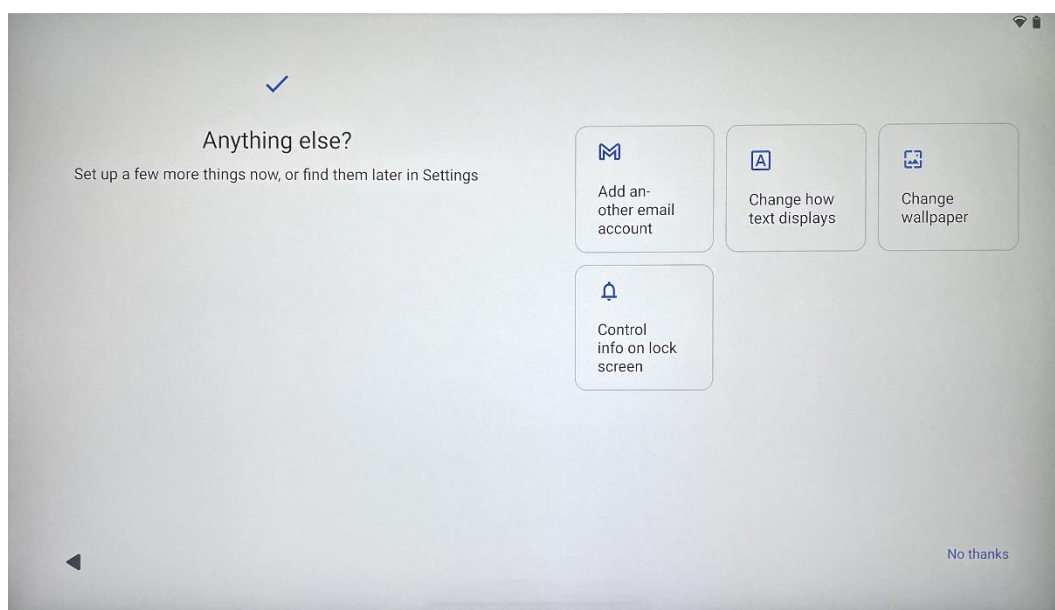 Anything else?
Set up a few more things now, or find them later in Settings
Add an-
other email
account
Change how
text displays
Change
wallpaper
Control
info on lock
screen
No thanks